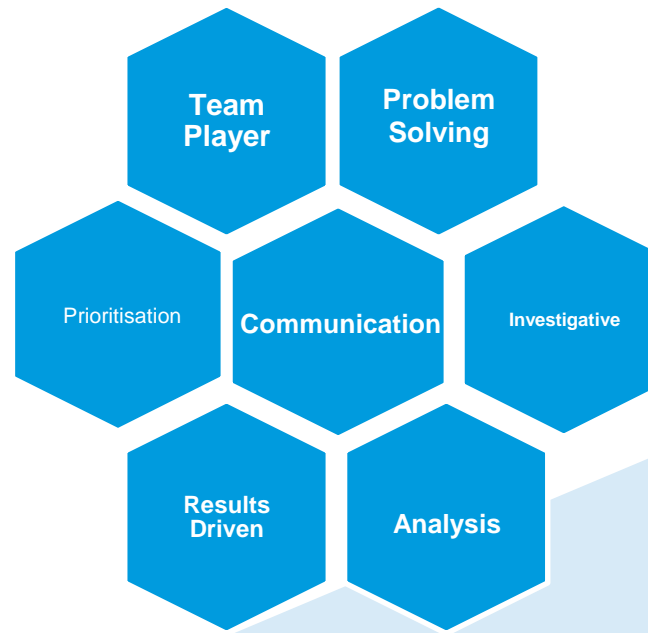 Team
Player
Problem
Solving
Prioritisation
Communication
Investigative
Results
Driven
Analysis